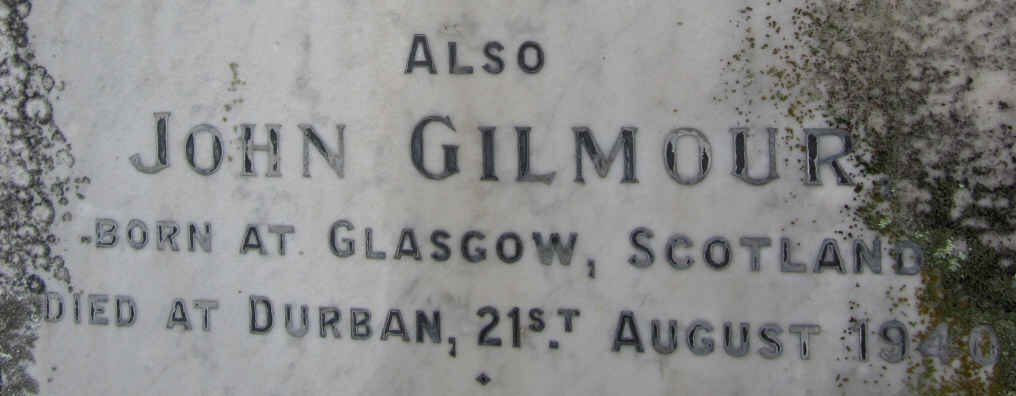 ALSO
JOHN GILMOUR,
BORN AT GLASGOW, SCOTLAND
DIED AT DURBAN, 21ST. AUGUST 1940